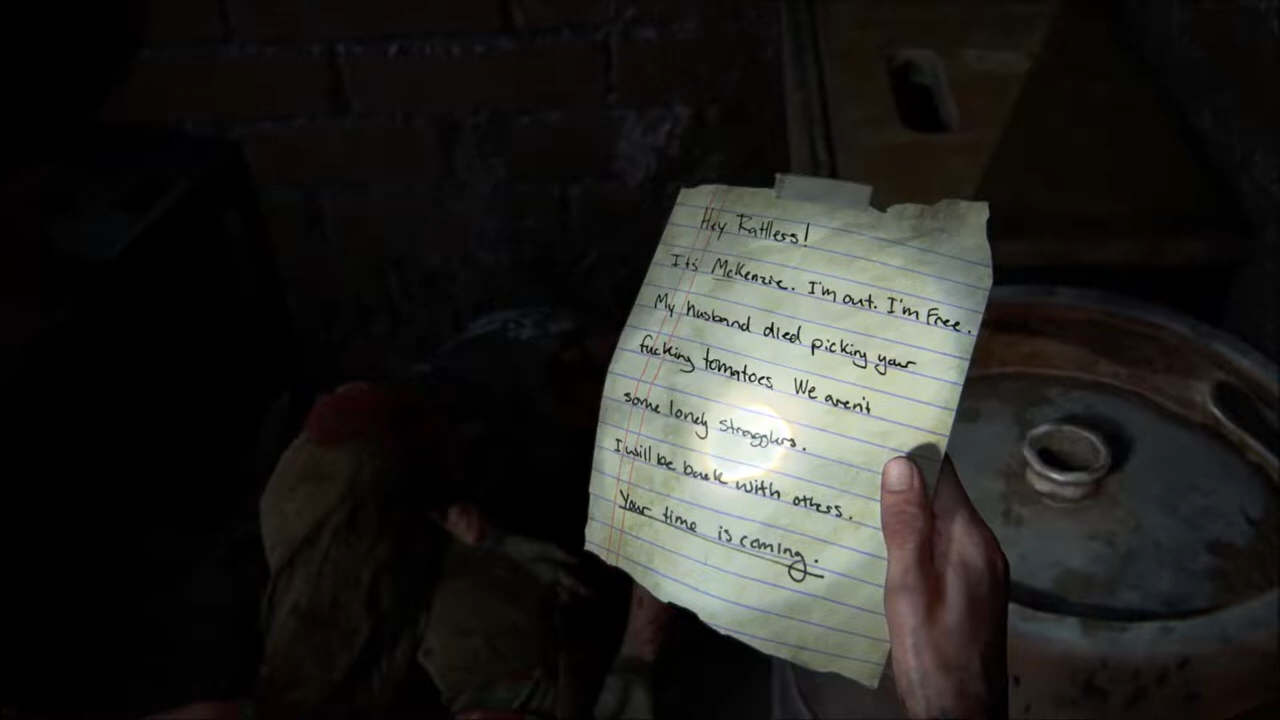 Hey Rattlers!
It's McKenzie. I'm out. I'm Free.
My husband died picking your
fucking tomatoes. We aren't
some lonely stragglers.
I will be back with others.
Your time is coming.